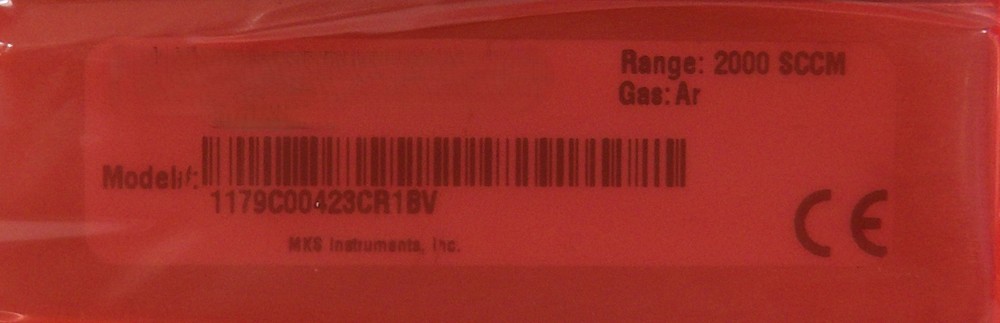 Range: 2000 SCCM
Gas: Ar
Model#:
1179C00423CR1BV
MKS Instruments, Inc.
CE